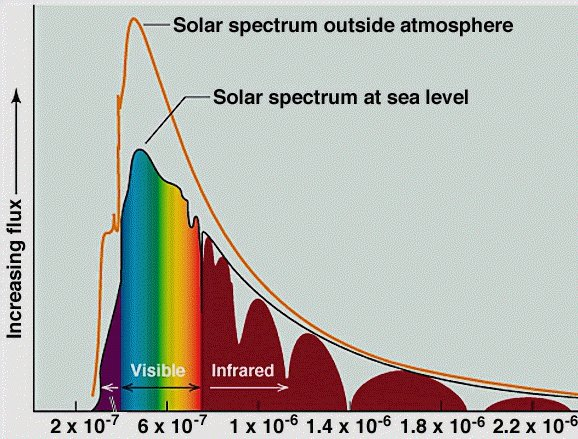 Solar spectrum outside atmosphere
Solar spectrum at sea level
Increasing flux
Visible
Infrared
2 x 10⁻⁷
6 x 10⁻⁷
1 x 10⁻⁶
1.4 x 10⁻⁶
1.8 x 10⁻⁶
2.2 x 10⁻⁶